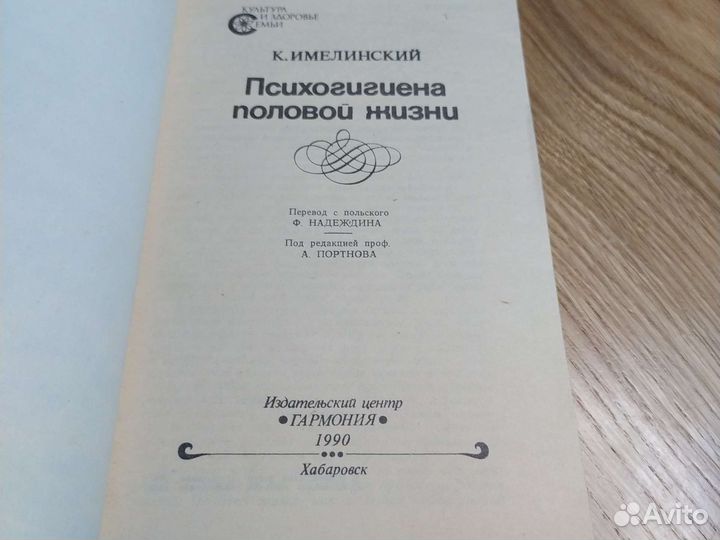 КУЛЬТУРА
И ЗДОРОВЬЕ
СЕМЬИ
К. ИМЕЛИНСКИЙ
Психогигиена
половой жизни
Перевод с польского
Ф. НАДЕЖДИНА
Под редакцией проф.
А. ПОРТНОВА
Издательский центр
•ГАРМОНИЯ•
1990
Хабаровск
Avito